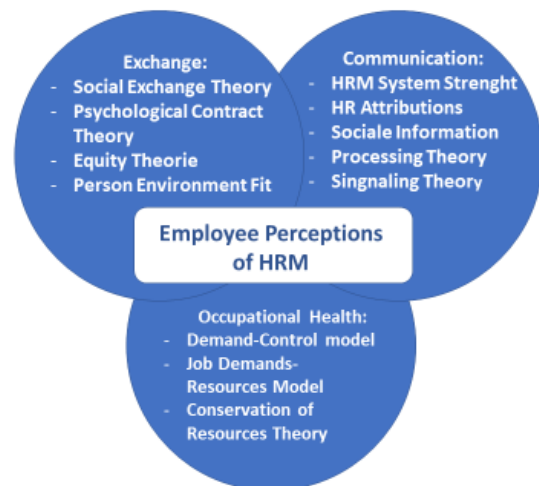 Exchange:
- Social Exchange Theory
- Psychological Contract
Theory
- Equity Theorie
- Person Environment Fit
Communication:
- HRM System Strenght
- HR Attributions
- Sociale Information
- Processing Theory
- Singnaling Theory
Employee Perceptions
of HRM
Occupational Health:
- Demand-Control model
- Job Demands-
Resources Model
- Conservation of
Resources Theory